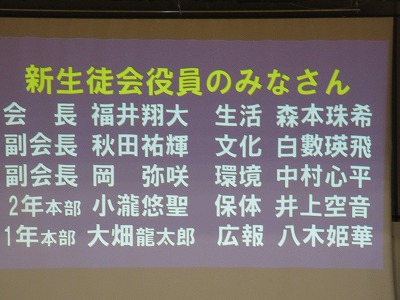 新生徒会役員のみなさん
会　長　福井翔大　生活　森本珠希
副会長　秋田祐輝　文化　白數瑛飛
副会長　岡　弥咲　環境　中村心平
2年本部　小瀧悠聖　保体　井上空音
1年本部　大畑龍太郎　広報　八木姫華